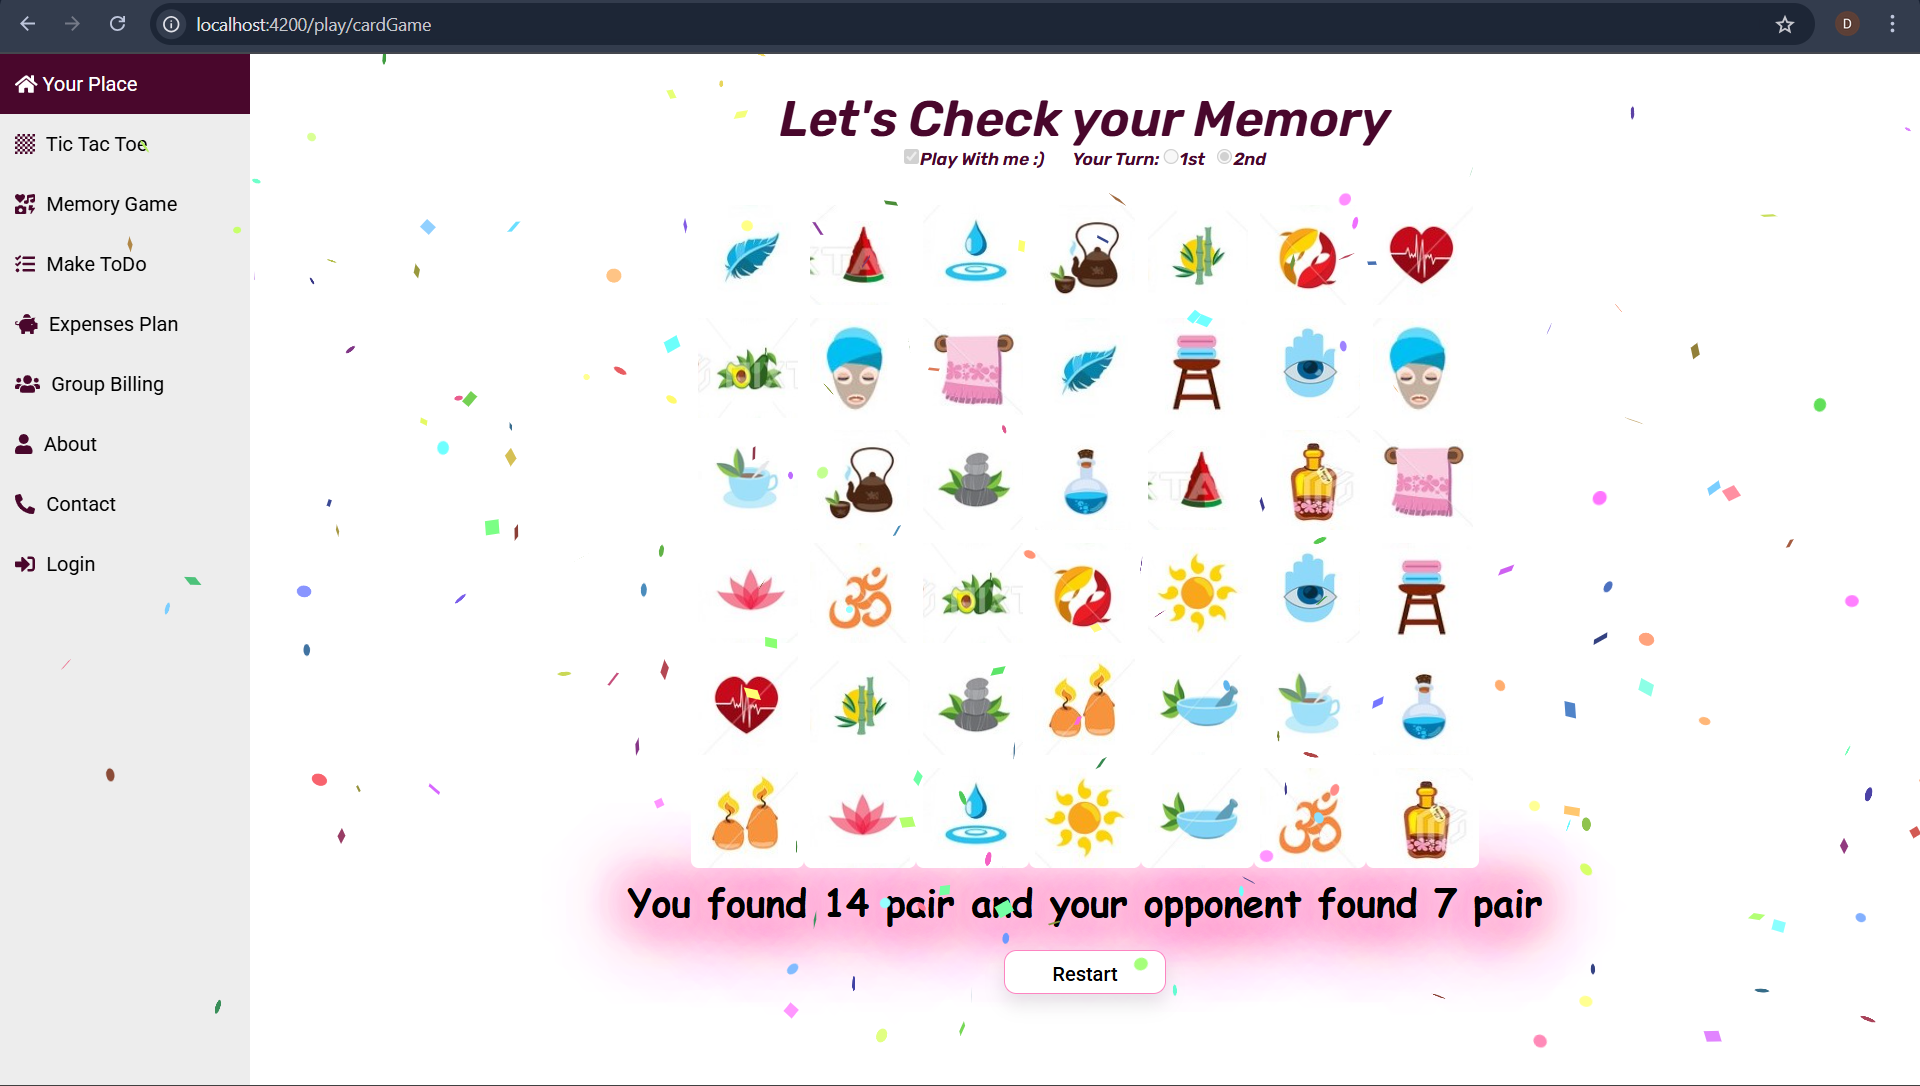 localhost:4200/play/cardGame
D
Your Place
Tic Tac Toe
Memory Game
Make ToDo
Expenses Plan
Group Billing
About
Contact
Login
Let's Check your Memory
Play With me :) Your Turn: 1st 2nd
You found 14 pair and your opponent found 7 pair
Restart